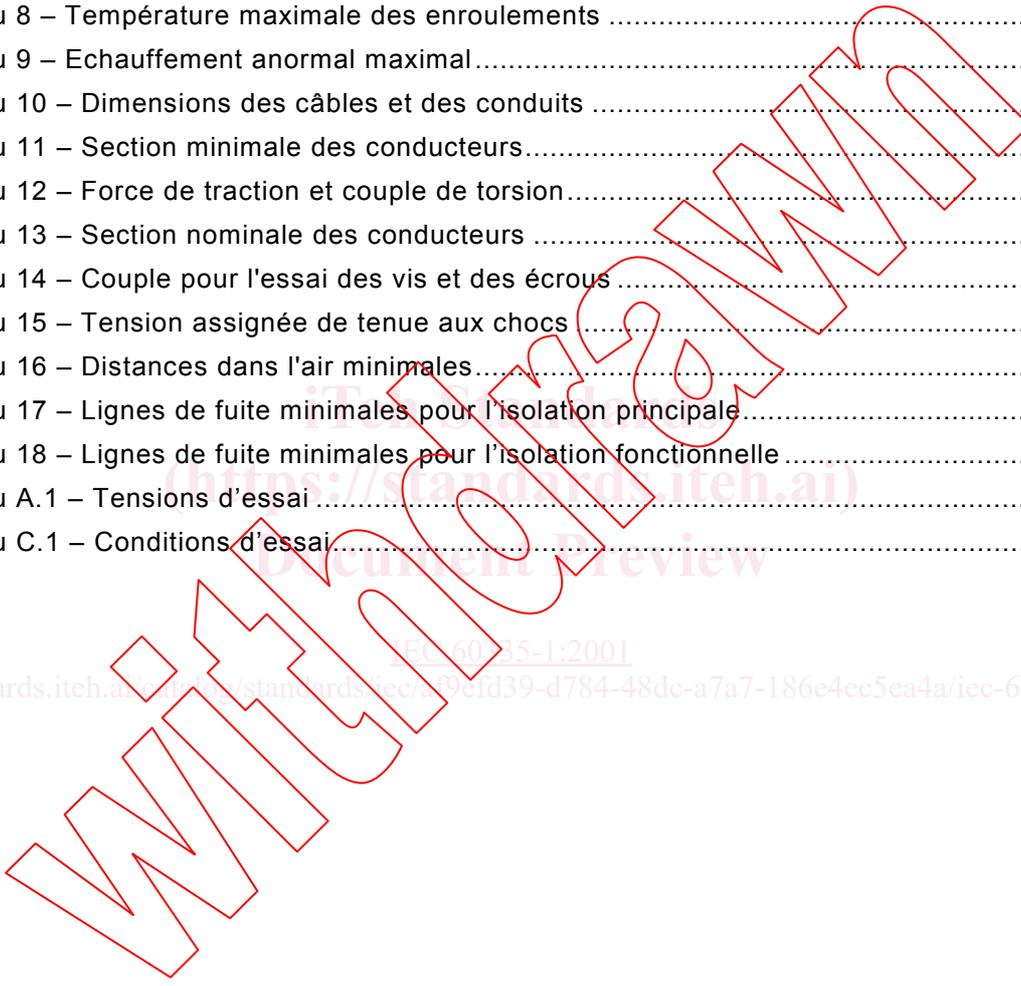 u 8 – Température maximale des enroulements ..........
u 9 – Echauffement anormal maximal..........
u 10 – Dimensions des câbles et des conduits ..........
u 11 – Section minimale des conducteurs..........
u 12 – Force de traction et couple de torsion..........
u 13 – Section nominale des conducteurs ..........
u 14 – Couple pour l'essai des vis et des écrous ..........
u 15 – Tension assignée de tenue aux chocs ..........
u 16 – Distances dans l'air minimales..........
u 17 – Lignes de fuite minimales pour l’isolation principale..........
u 18 – Lignes de fuite minimales pour l’isolation fonctionnelle..........
u A.1 – Tensions d’essai ..........
u C.1 – Conditions d’essai..........
iTeh Standards
(https://standards.iteh.ai)
Document Preview
IEC 60335-1:2001
ards.iteh.ai/catalog/standards/iec/af9efd39-d784-48dc-a7a7-186e4ec5ea4a/iec-6
withdrawn